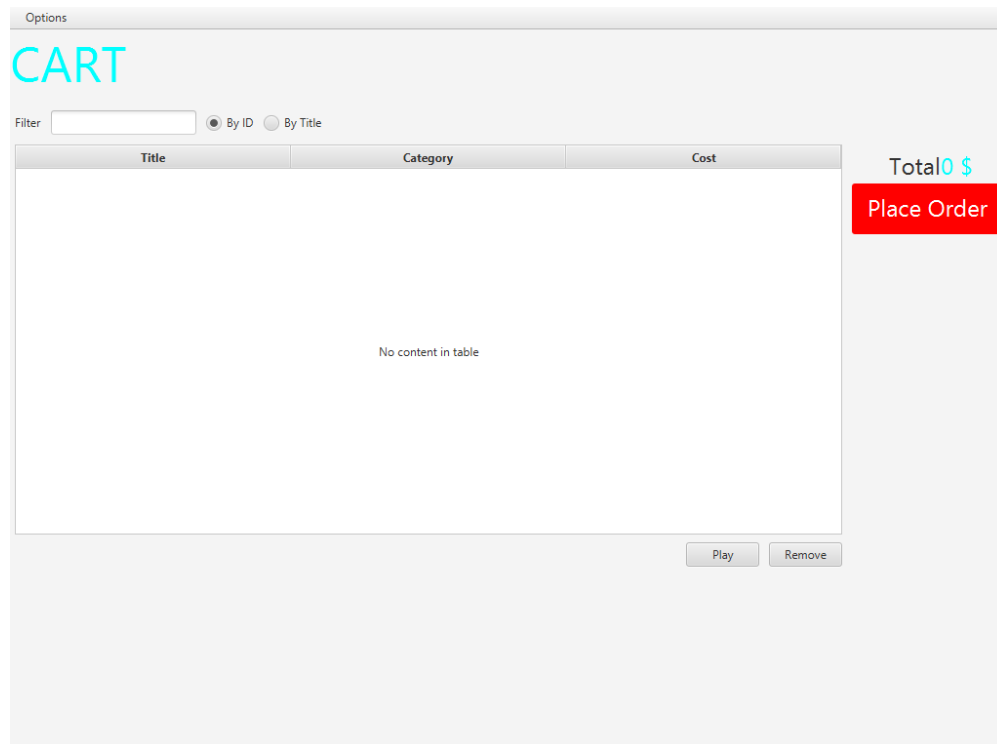 Options
CART
Filter By ID By Title
Title Category Cost
Total0 $
Place Order
No content in table
Play Remove